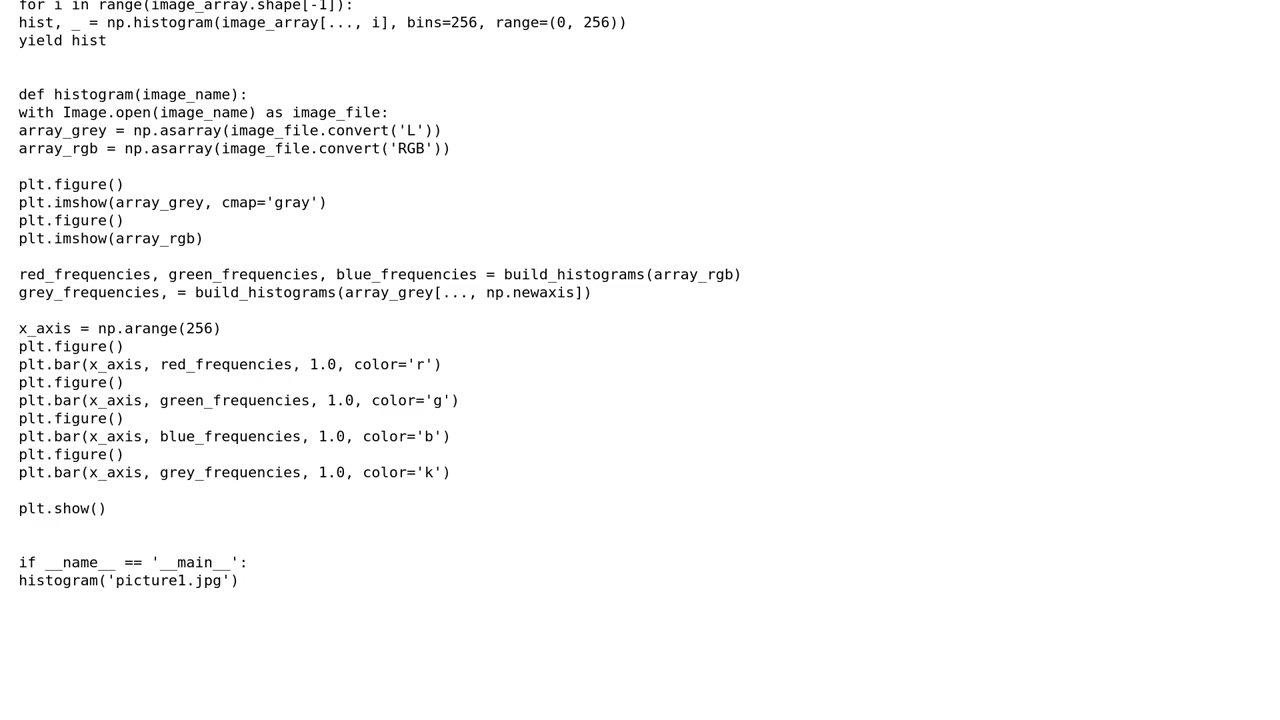 for i in range(image_array.shape[-1]):
hist, _ = np.histogram(image_array[..., i], bins=256, range=(0, 256))
yield hist
def histogram(image_name):
with Image.open(image_name) as image_file:
array_grey = np.asarray(image_file.convert('L'))
array_rgb = np.asarray(image_file.convert('RGB'))
plt.figure()
plt.imshow(array_grey, cmap='gray')
plt.figure()
plt.imshow(array_rgb)
red_frequencies, green_frequencies, blue_frequencies = build_histograms(array_rgb)
grey_frequencies, = build_histograms(array_grey[..., np.newaxis])
x_axis = np.arange(256)
plt.figure()
plt.bar(x_axis, red_frequencies, 1.0, color='r')
plt.figure()
plt.bar(x_axis, green_frequencies, 1.0, color='g')
plt.figure()
plt.bar(x_axis, blue_frequencies, 1.0, color='b')
plt.figure()
plt.bar(x_axis, grey_frequencies, 1.0, color='k')
plt.show()
if __name__ == '__main__':
histogram('picture1.jpg')